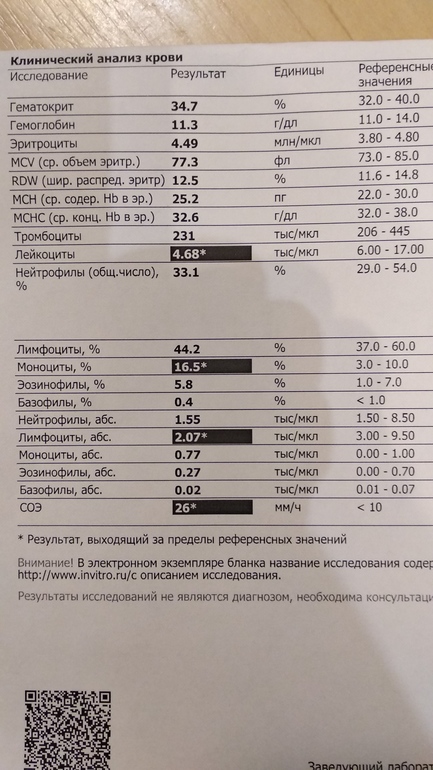 Клинический анализ крови
Исследование Результат Единицы Референсные значения
Гематокрит 34.7 % 32.0 - 40.0
Гемоглобин 11.3 г/дл 11.0 - 14.0
Эритроциты 4.49 млн/мкл 3.80 - 4.80
MCV (ср. объем эритр.) 77.3 фл 73.0 - 85.0
RDW (шир. распред. эритр) 12.5 % 11.6 - 14.8
MCH (ср. содер. Hb в эр.) 25.2 пг 22.0 - 30.0
MCHC (ср. конц. Hb в эр.) 32.6 г/дл 32.0 - 38.0
Тромбоциты 231 тыс/мкл 206 - 445
Лейкоциты 4.68* тыс/мкл 6.00 - 17.00
Нейтрофилы (общ.число), % 33.1 % 29.0 - 54.0
Лимфоциты, % 44.2 % 37.0 - 60.0
Моноциты, % 16.5* % 3.0 - 10.0
Эозинофилы, % 5.8 % 1.0 - 7.0
Базофилы, % 0.4 % < 1.0
Нейтрофилы, абс. 1.55 тыс/мкл 1.50 - 8.50
Лимфоциты, абс. 2.07* тыс/мкл 3.00 - 9.50
Моноциты, абс. 0.77 тыс/мкл 0.00 - 1.00
Эозинофилы, абс. 0.27 тыс/мкл 0.00 - 0.70
Базофилы, абс. 0.02 тыс/мкл 0.01 - 0.07
СОЭ 26* мм/ч < 10
* Результат, выходящий за пределы референсных значений
Внимание! В электронном экземпляре бланка название исследования содер
http://www.invitro.ru/с описанием исследования.
Результаты исследований не являются диагнозом, необходима консультаци
Заведующий лаборат